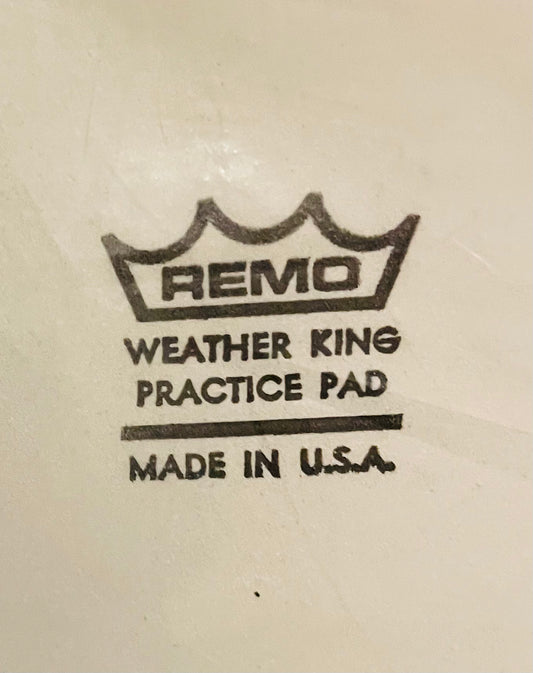 REMO
WEATHER KING
PRACTICE PAD
MADE IN U.S.A.